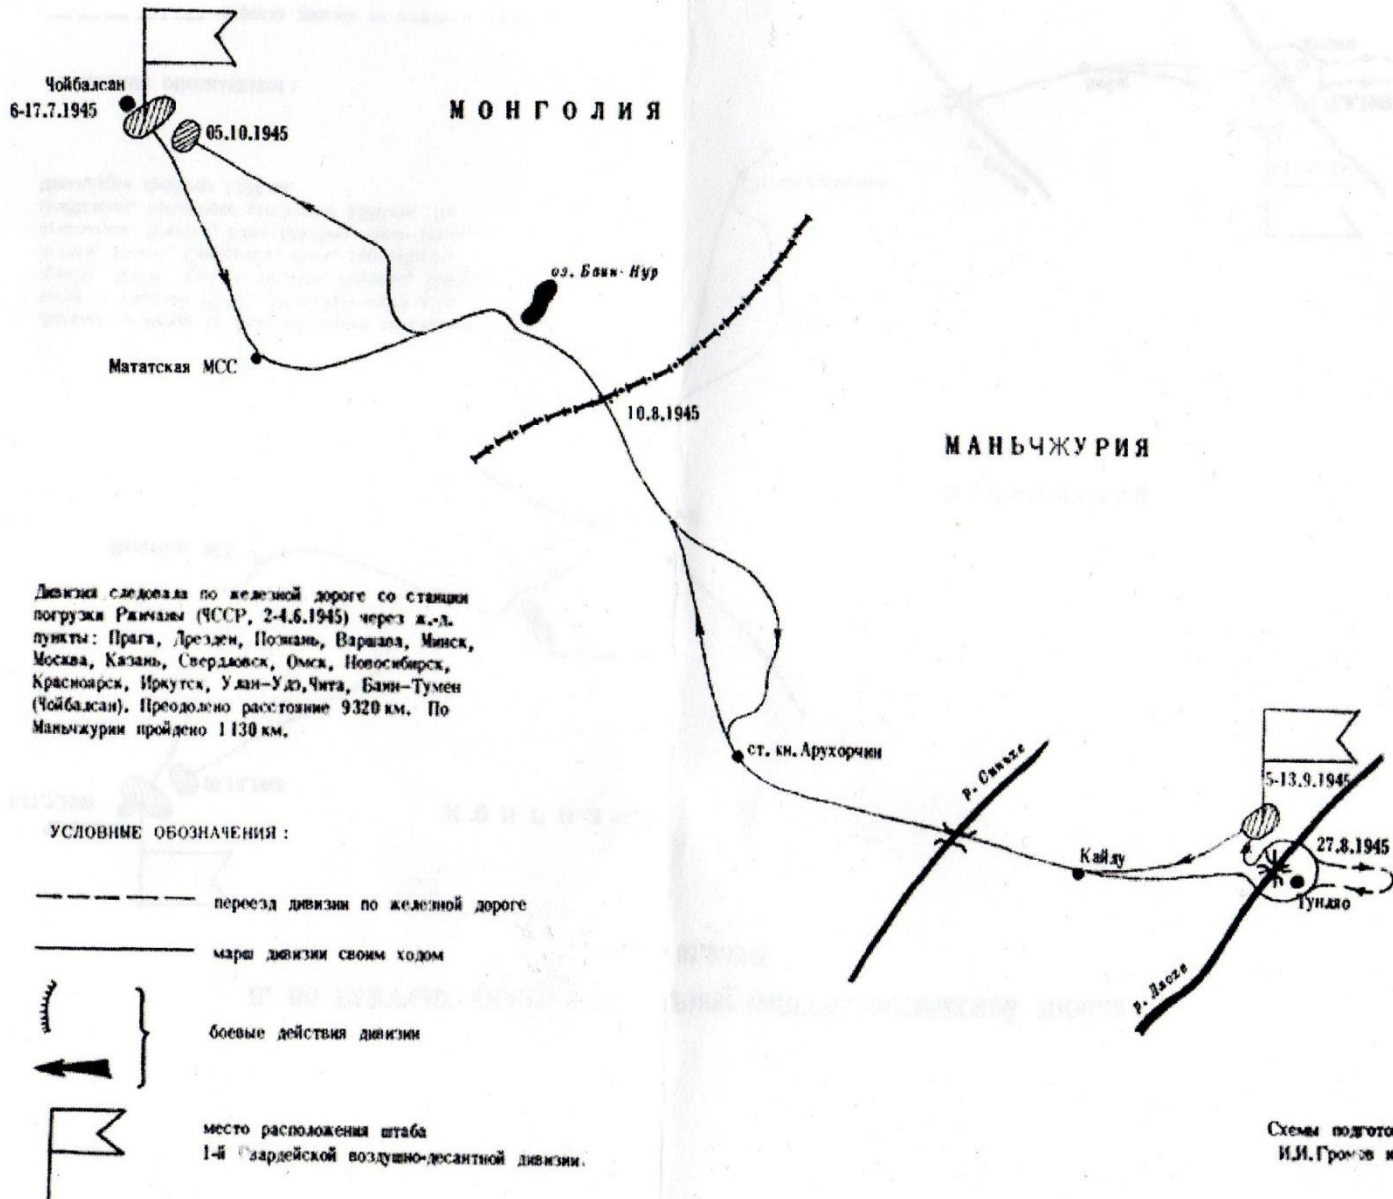 Чойбалсан
6-17.7.1945
05.10.1945
МОНГОЛИЯ
оз. Баин-Нур
Мататская МСС
10.8.1945
МАНЬЧЖУРИЯ
Дивизия следовала по железной дороге со станции
погрузки Ржичаны (ЧССР, 2-4.6.1945) через ж.-д.
пункты: Прага, Дрезден, Познань, Варшава, Минск,
Москва, Казань, Свердловск, Омск, Новосибирск,
Красноярск, Иркутск, Улан-Удэ, Чита, Баин-Тумен
(Чойбалсан). Преодолено расстояние 9320 км. По
Маньчжурии пройдено 1130 км.
ст. кн. Арухорчин
р. Синьхе
5-13.9.1945
27.8.1945
Кайлу
Тунляо
р. Ляохе
УСЛОВНЫЕ ОБОЗНАЧЕНИЯ:
переезд дивизии по железной дороге
марш дивизии своим ходом
боевые действия дивизии
место расположения штаба
1-й Гвардейской воздушно-десантной дивизии.
Схемы подгото
И.И. Громов и